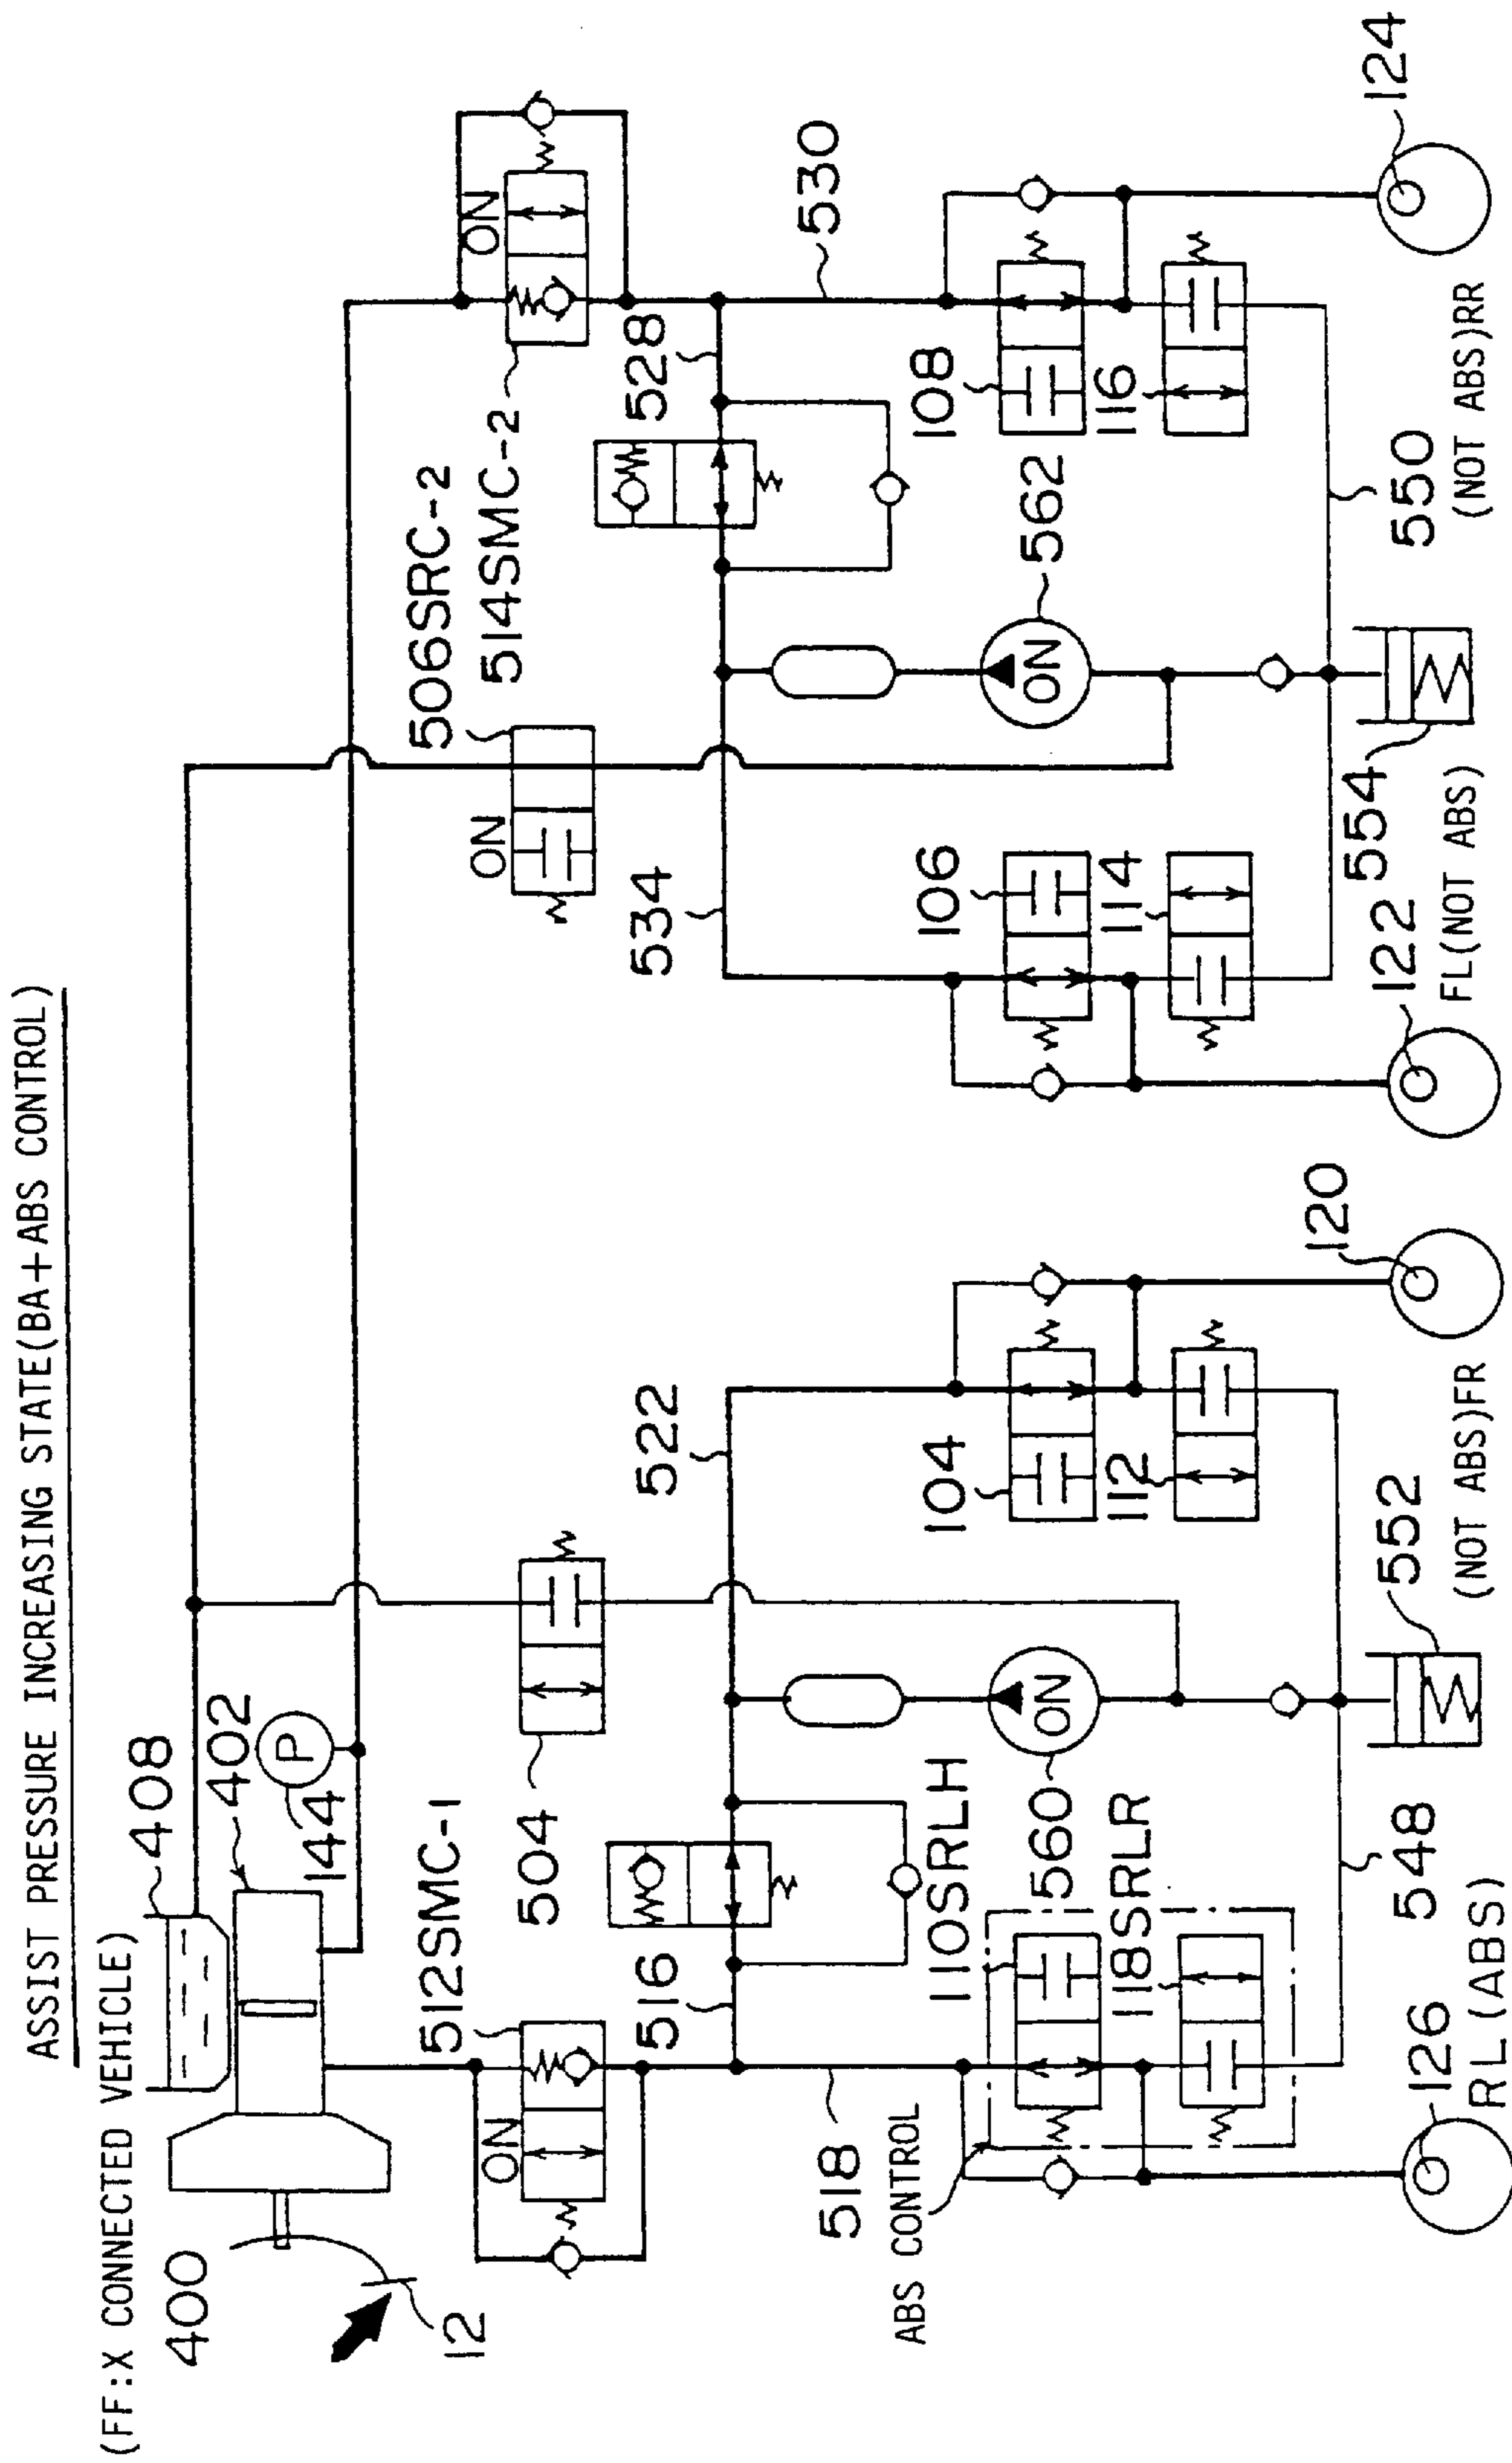 ASSIST PRESSURE INCREASING STATE(BA+ABS CONTROL)
(FF:X CONNECTED VEHICLE)
400
408
402
144
P
12
512SMC-1
ON
504
506SRC-2
514SMC-2
ON
ON
516
522
534
528
518
530
ABS CONTROL
110SRLH
560
ON
118SRLR
104
112
106
114
562
ON
108
116
126
RL(ABS)
548
552
120
(NOT ABS)FR
122
FL(NOT ABS)
554
550
(NOT ABS)RR
124